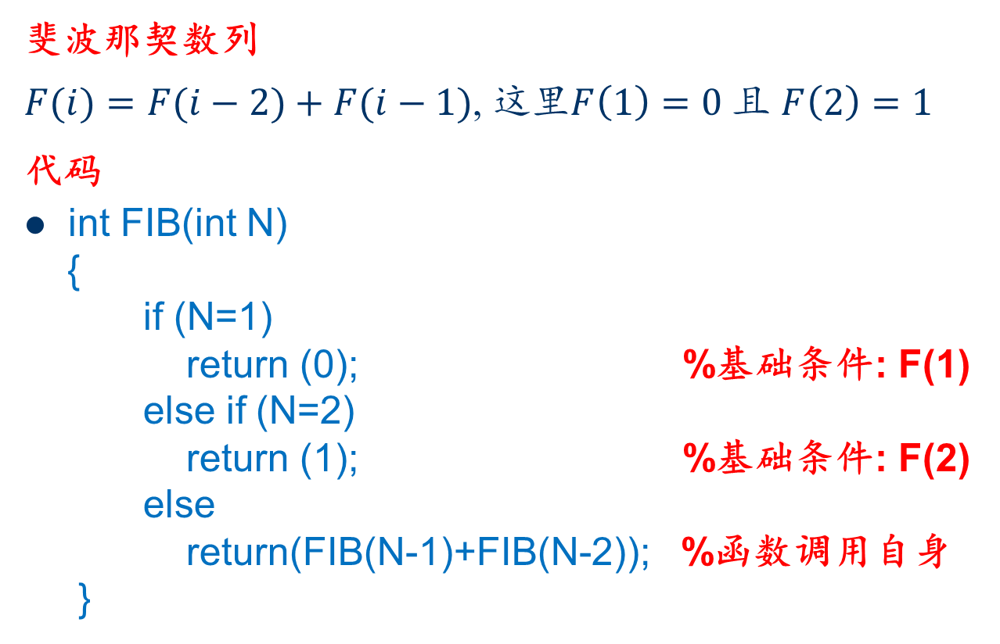 斐波那契数列
F(i) = F(i − 2) + F(i − 1), 这里F(1) = 0 且 F(2) = 1
代码
● int FIB(int N)
{
if (N=1)
return (0); %基础条件: F(1)
else if (N=2)
return (1); %基础条件: F(2)
else
return(FIB(N-1)+FIB(N-2)); %函数调用自身
}